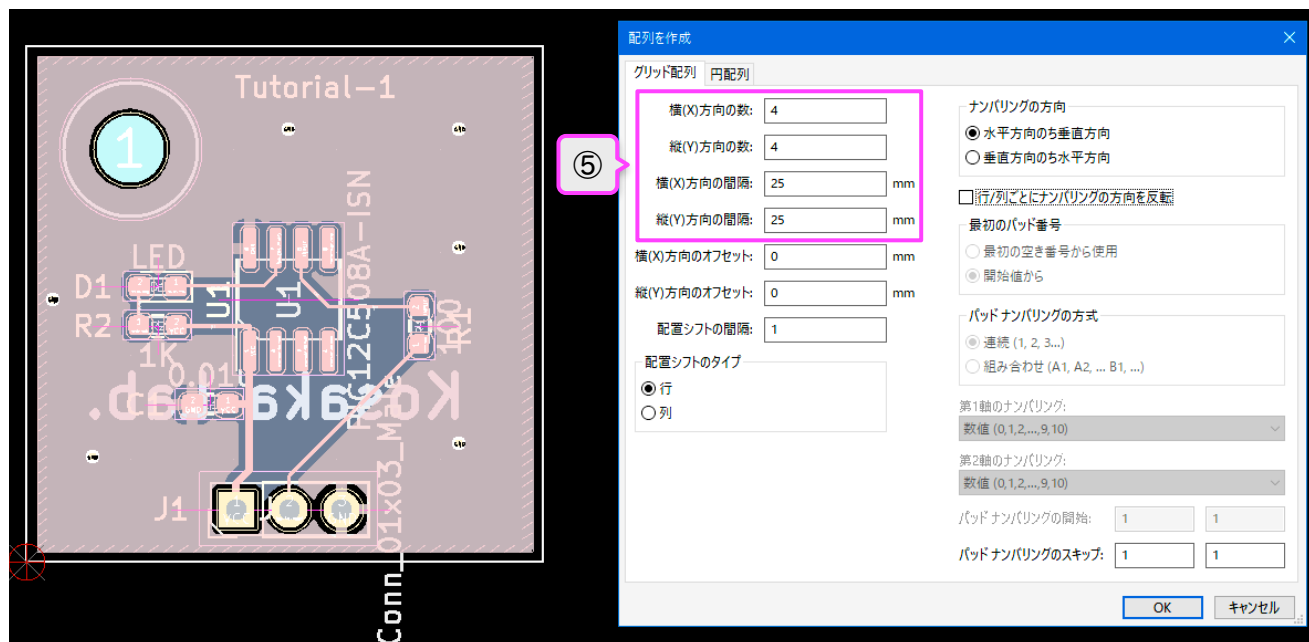 Tutorial-1
1
LED
D1
R2
1K
0.01u
U1
U1
PIC12C508A-ISN
R1
100
Kosaka Lab.
J1
Conn_01x03_Male
⑤
配列を作成
グリッド配列
円配列
横(X)方向の数:
4
縦(Y)方向の数:
4
横(X)方向の間隔:
25
mm
縦(Y)方向の間隔:
25
mm
横(X)方向のオフセット:
0
mm
縦(Y)方向のオフセット:
0
mm
配置シフトの間隔:
1
配置シフトのタイプ
行
列
ナンバリングの方向
水平方向のち垂直方向
垂直方向のち水平方向
行/列ごとにナンバリングの方向を反転
最初のパッド番号
最初の空き番号から使用
開始値から
パッド ナンバリングの方式
連続 (1, 2, 3...)
組み合わせ (A1, A2, ... B1, ...)
第1軸のナンバリング:
数値 (0,1,2,...,9,10)
第2軸のナンバリング:
数値 (0,1,2,...,9,10)
パッド ナンバリングの開始:
1
1
パッド ナンバリングのスキップ:
1
1
OK
キャンセル